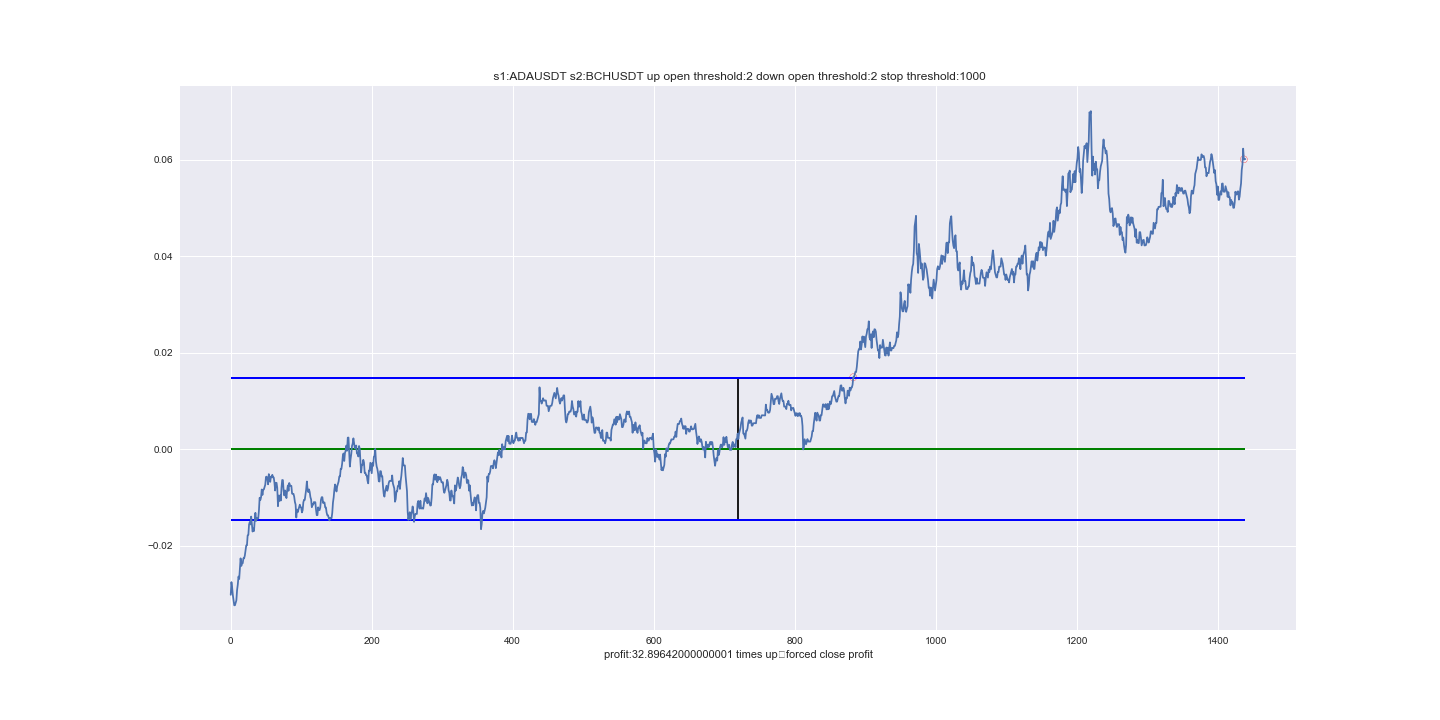 s1:ADAUSDT s2:BCHUSDT up open threshold:2 down open threshold:2 stop threshold:1000
0.06
0.04
0.02
0.00
−0.02
0 200 400 600 800 1000 1200 1400
profit:32.89642000000001 times up□forced close profit